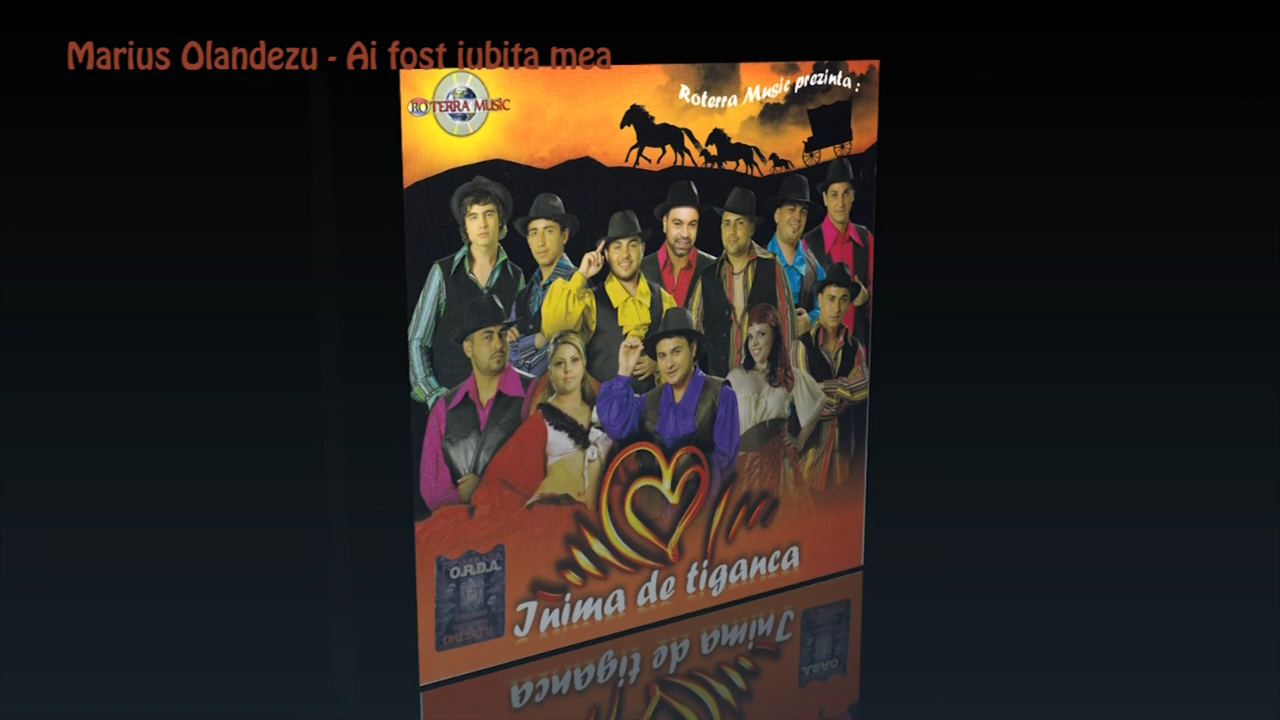 Marius Olandezu - Ai fost iubita mea
ROTERRA MUSIC
Roterra Music prezinta :
Inima de tiganca
O.R.D.A.